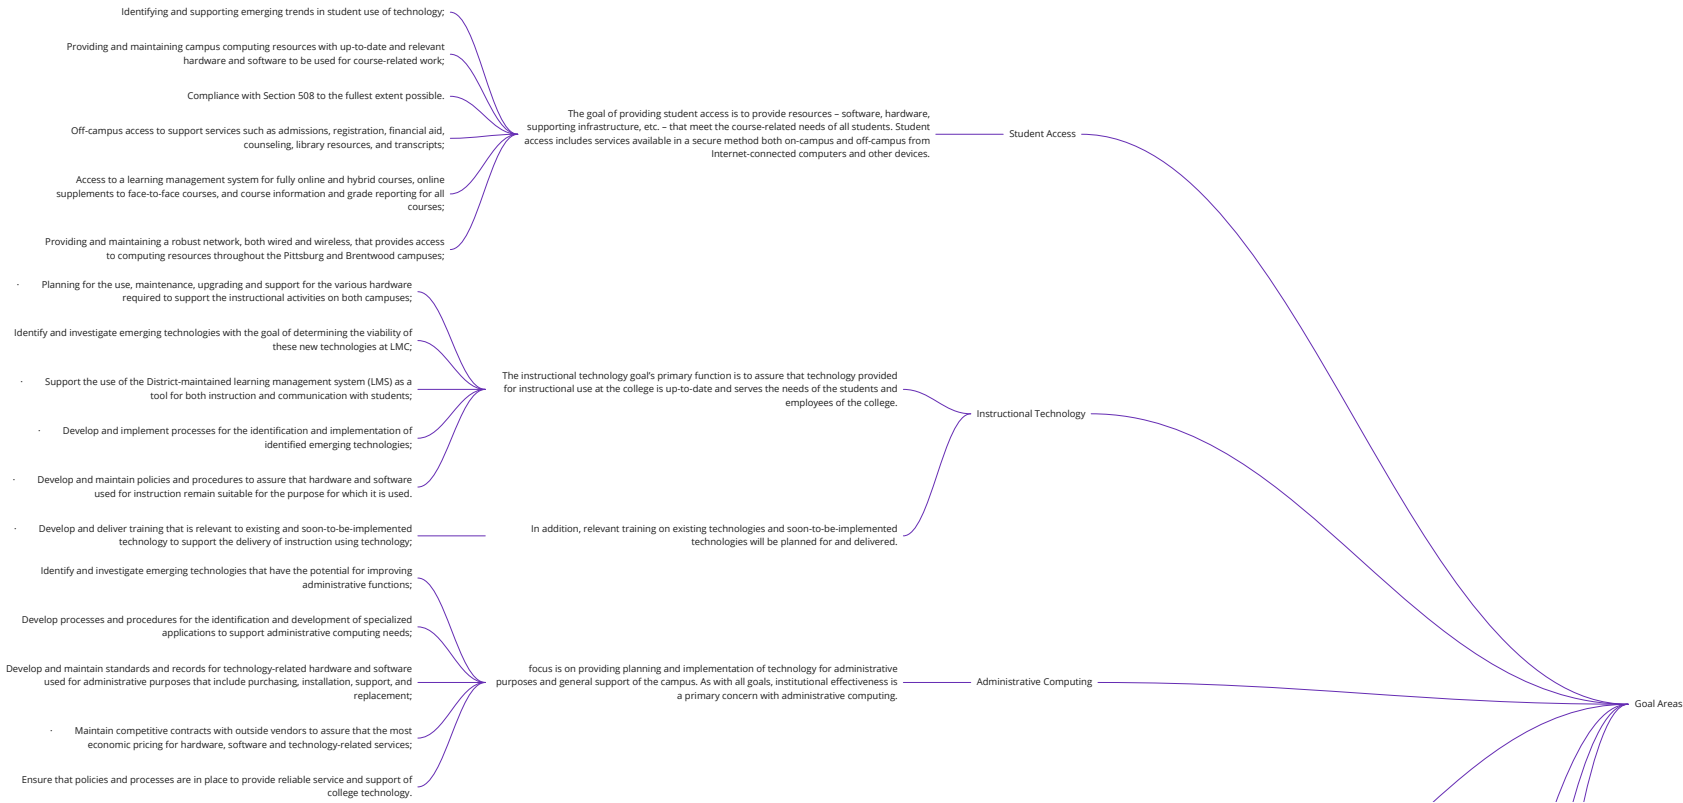 Identifying and supporting emerging trends in student use of technology;
Providing and maintaining campus computing resources with up-to-date and relevant
hardware and software to be used for course-related work;
Compliance with Section 508 to the fullest extent possible.
Off-campus access to support services such as admissions, registration, financial aid,
counseling, library resources, and transcripts;
Access to a learning management system for fully online and hybrid courses, online
supplements to face-to-face courses, and course information and grade reporting for all
courses;
Providing and maintaining a robust network, both wired and wireless, that provides access
to computing resources throughout the Pittsburg and Brentwood campuses;
The goal of providing student access is to provide resources – software, hardware,
supporting infrastructure, etc. – that meet the course-related needs of all students. Student
access includes services available in a secure method both on-campus and off-campus from
Internet-connected computers and other devices.
Student Access
· Planning for the use, maintenance, upgrading and support for the various hardware
required to support the instructional activities on both campuses;
Identify and investigate emerging technologies with the goal of determining the viability of
these new technologies at LMC;
· Support the use of the District-maintained learning management system (LMS) as a
tool for both instruction and communication with students;
· Develop and implement processes for the identification and implementation of
identified emerging technologies;
· Develop and maintain policies and procedures to assure that hardware and software
used for instruction remain suitable for the purpose for which it is used.
The instructional technology goal's primary function is to assure that technology provided
for instructional use at the college is up-to-date and serves the needs of the students and
employees of the college.
Instructional Technology
· Develop and deliver training that is relevant to existing and soon-to-be-implemented
technology to support the delivery of instruction using technology;
In addition, relevant training on existing technologies and soon-to-be-implemented
technologies will be planned for and delivered.
Identify and investigate emerging technologies that have the potential for improving
administrative functions;
Develop processes and procedures for the identification and development of specialized
applications to support administrative computing needs;
Develop and maintain standards and records for technology-related hardware and software
used for administrative purposes that include purchasing, installation, support, and
replacement;
· Maintain competitive contracts with outside vendors to assure that the most
economic pricing for hardware, software and technology-related services;
Ensure that policies and processes are in place to provide reliable service and support of
college technology.
focus is on providing planning and implementation of technology for administrative
purposes and general support of the campus. As with all goals, institutional effectiveness is
a primary concern with administrative computing.
Administrative Computing
Goal Areas